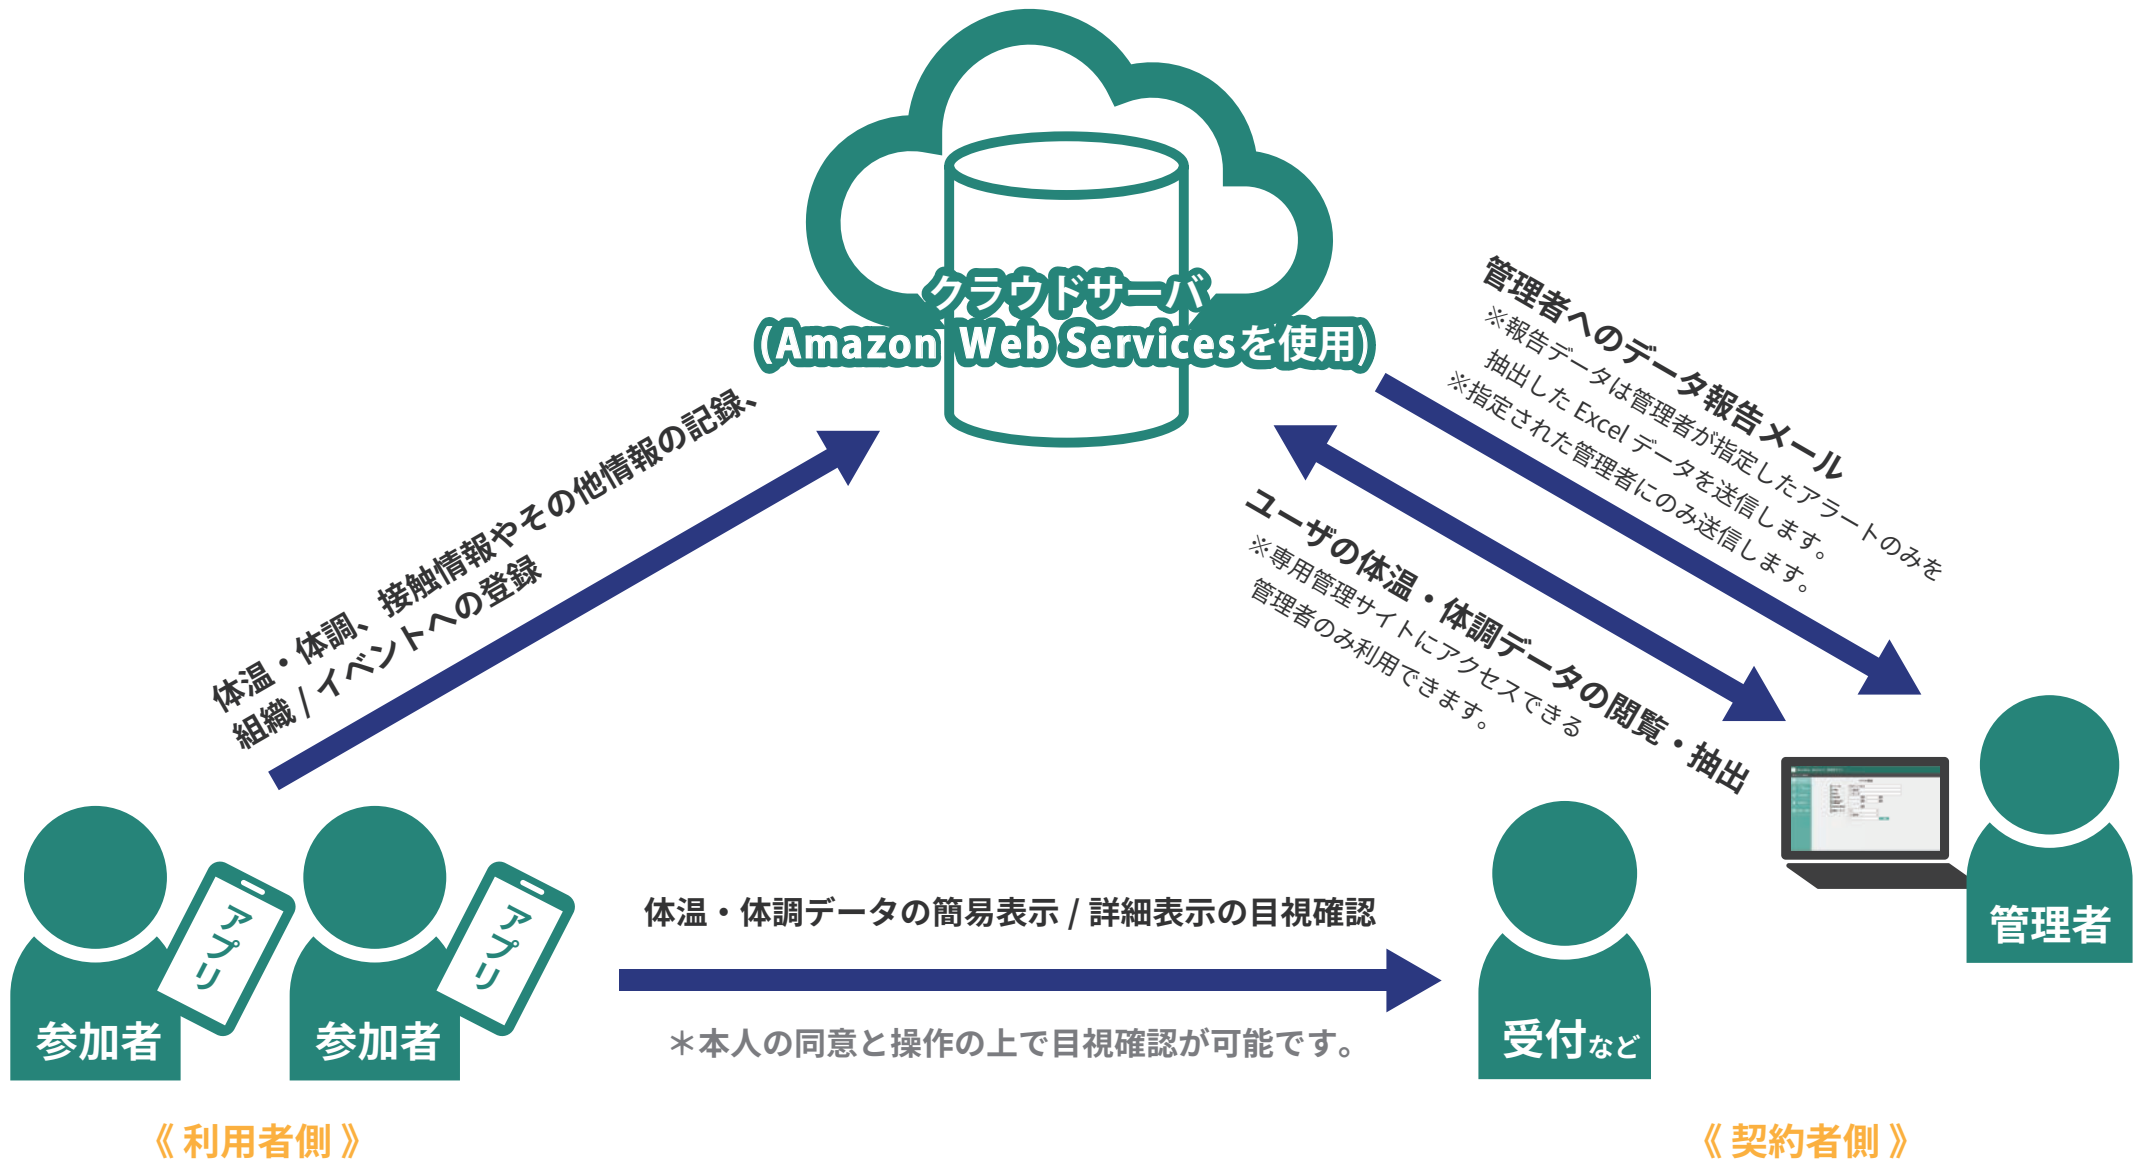 クラウドサーバ
(Amazon Web Servicesを使用)
体温・体調、接触情報やその他情報の記録、
組織 / イベントへの登録
管理者へのデータ報告メール
※報告データは管理者が指定したアラートのみを
抽出した Excel データを送信します。
※指定された管理者にのみ送信します。
ユーザの体温・体調データの閲覧・抽出
※専用管理サイトにアクセスできる
管理者のみ利用できます。
アプリ
参加者
アプリ
参加者
体温・体調データの簡易表示 / 詳細表示の目視確認
＊本人の同意と操作の上で目視確認が可能です。
受付など
管理者
《 利用者側 》
《 契約者側 》